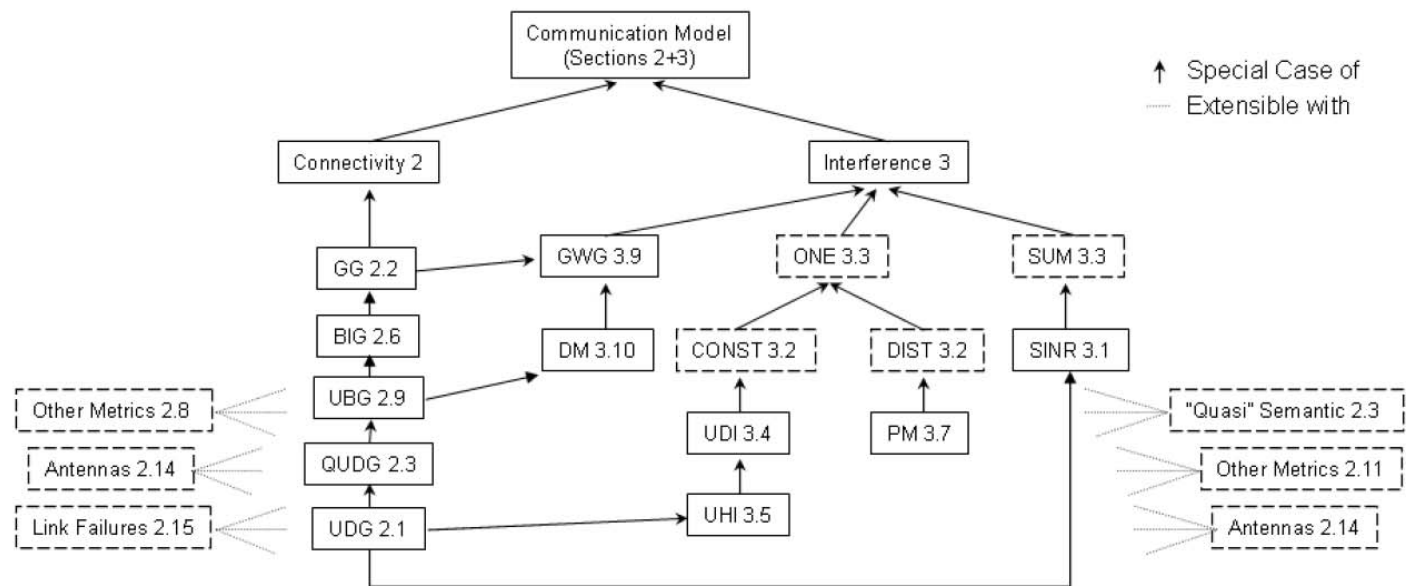 Communication Model
(Sections 2+3)
Special Case of
Extensible with
Connectivity 2
Interference 3
GG 2.2
GWG 3.9
ONE 3.3
SUM 3.3
BIG 2.6
DM 3.10
CONST 3.2
DIST 3.2
SINR 3.1
Other Metrics 2.8
UBG 2.9
"Quasi" Semantic 2.3
UDI 3.4
PM 3.7
Antennas 2.14
QUDG 2.3
Other Metrics 2.11
Link Failures 2.15
UDG 2.1
UHI 3.5
Antennas 2.14